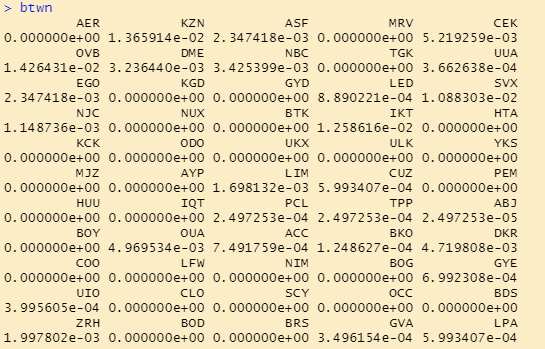 > btwn
AER KZN ASF MRV CEK
0.000000e+00 1.365914e-02 2.347418e-03 0.000000e+00 5.219259e-03
OVB DME NBC TGK UUA
1.426431e-02 3.236440e-03 3.425399e-03 0.000000e+00 3.662638e-04
EGO KGD GYD LED SVX
2.347418e-03 0.000000e+00 0.000000e+00 8.890221e-04 1.088303e-02
NJC NUX BTK IKT HTA
1.148736e-03 0.000000e+00 0.000000e+00 1.258616e-02 0.000000e+00
KCK ODO UKX ULK YKS
0.000000e+00 0.000000e+00 0.000000e+00 0.000000e+00 0.000000e+00
MJZ AYP LIM CUZ PEM
0.000000e+00 0.000000e+00 1.698132e-03 5.993407e-04 0.000000e+00
HUU IQT PCL TPP ABJ
0.000000e+00 0.000000e+00 2.497253e-04 2.497253e-04 2.497253e-05
BOY OUA ACC BKO DKR
0.000000e+00 4.969534e-03 7.491759e-04 1.248627e-04 4.719808e-03
COO LFW NIM BOG GYE
0.000000e+00 0.000000e+00 0.000000e+00 0.000000e+00 6.992308e-04
UIO CLO SCY OCC BDS
3.995605e-04 0.000000e+00 0.000000e+00 0.000000e+00 0.000000e+00
ZRH BOD BRS GVA LPA
1.997802e-03 0.000000e+00 0.000000e+00 3.496154e-04 5.993407e-04